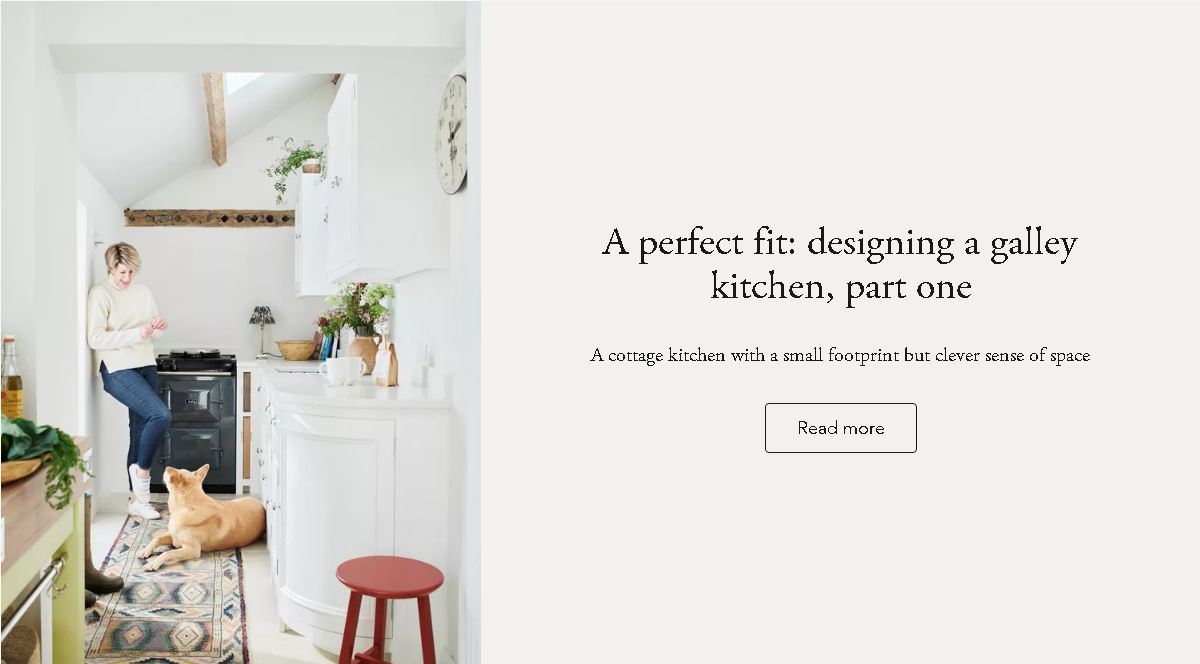 A perfect fit: designing a galley
kitchen, part one
A cottage kitchen with a small footprint but clever sense of space
Read more